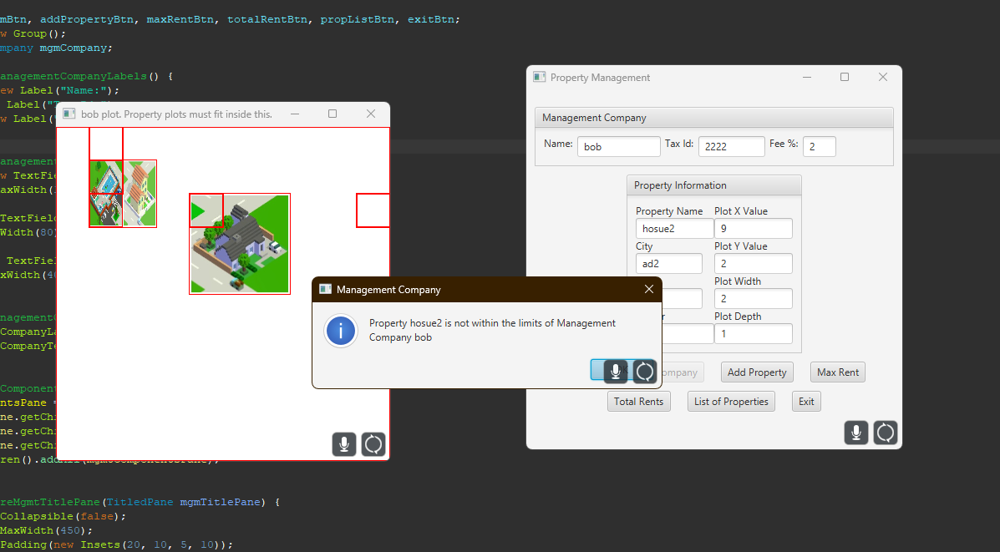 mBtn, addPropertyBtn, maxRentBtn, totalRentBtn, propListBtn, exitBtn;
w Group();
mpany mgmCompany;
anagementCompanyLabels() {
ew Label("Name:");
Label("T
w Label("
anagement
w TextFie
axWidth(
TextField
Width(80)
TextFie
xWidth(40
nagementC
CompanyLa
CompanyTe
Component
ntsPane =
ne.getChi
ne.getChi
ne.getChi
ren().addAll(mgmtComponentsPane);
reMgmtTitlePane(TitledPane mgmTitlePane) {
Collapsible(false);
MaxWidth(450);
Padding(new Insets(20, 10, 5, 10));
bob plot. Property plots must fit inside this.
Property Management
Management Company
Name: bob Tax Id: 2222 Fee %: 2
Property Information
Property Name Plot X Value
hosue2 9
City Plot Y Value
ad2 2
Plot Width
2
r Plot Depth
1
ompany Add Property Max Rent
Total Rents List of Properties Exit
Management Company
Property hosue2 is not within the limits of Management
Company bob